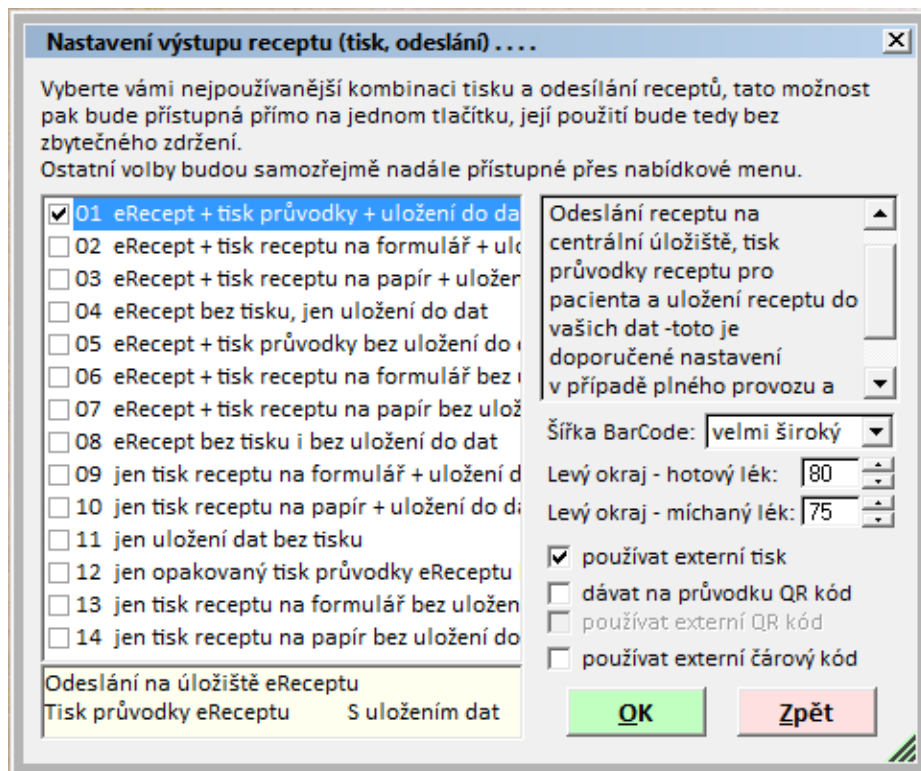 Nastavení výstupu receptu (tisk, odeslání) . . . .
Vyberte vámi nejpoužívanější kombinaci tisku a odesílání receptů, tato možnost
pak bude přístupná přímo na jednom tlačítku, její použití bude tedy bez
zbytečného zdržení.
Ostatní volby budou samozřejmě nadále přístupné přes nabídkové menu.
01 eRecept + tisk průvodky + uložení do da
02 eRecept + tisk receptu na formulář + ulo
03 eRecept + tisk receptu na papír + uložen
04 eRecept bez tisku, jen uložení do dat
05 eRecept + tisk průvodky bez uložení do
06 eRecept + tisk receptu na formulář bez
07 eRecept + tisk receptu na papír bez ulož
08 eRecept bez tisku i bez uložení do dat
09 jen tisk receptu na formulář + uložení d
10 jen tisk receptu na papír + uložení do da
11 jen uložení dat bez tisku
12 jen opakovaný tisk průvodky eReceptu
13 jen tisk receptu na formulář bez uložen
14 jen tisk receptu na papír bez uložení do
Odeslání na úložiště eReceptu
Tisk průvodky eReceptu S uložením dat
Odeslání receptu na
centrální úložiště, tisk
průvodky receptu pro
pacienta a uložení receptu do
vašich dat -toto je
doporučené nastavení
v případě plného provozu a
Šířka BarCode: velmi široký
Levý okraj - hotový lék: 80
Levý okraj - míchaný lék: 75
používat externí tisk
dávat na průvodku QR kód
používat externí QR kód
používat externí čárový kód
OK
Zpět